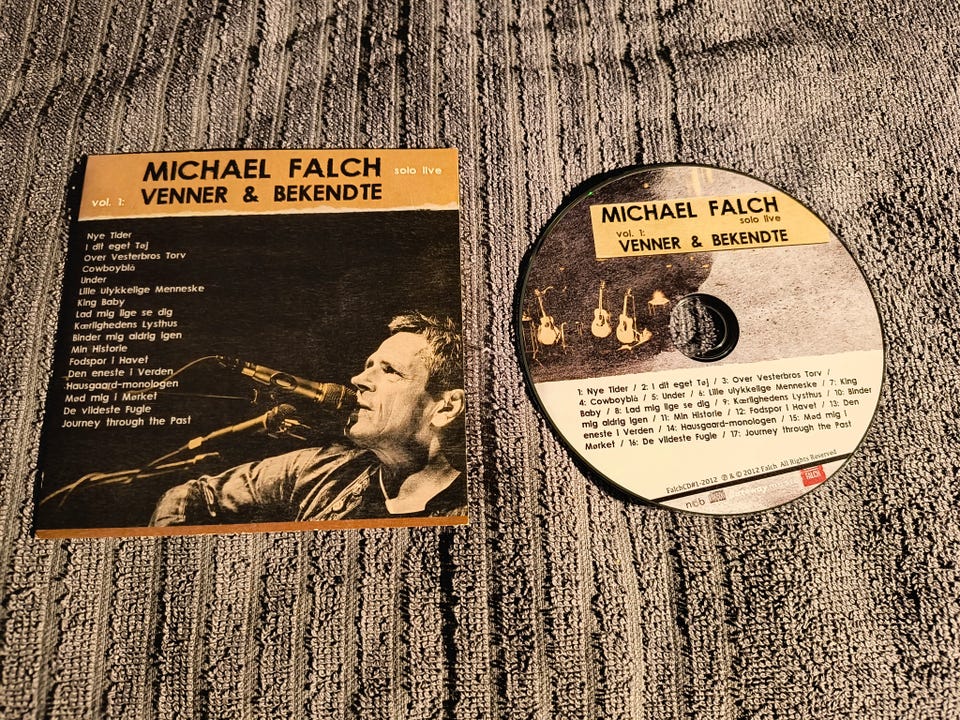 MICHAEL FALCH solo live
vol. 1: VENNER & BEKENDTE
Nye Tider
I dit eget Tøj
Over Vesterbros Torv
Cowboyblå
Under
Lille ulykkelige Menneske
King Baby
Lad mig lige se dig
Kærlighedens Lysthus
Binder mig aldrig igen
Min Historie
Fodspor i Havet
Den eneste i Verden
Hausgaard-monologen
Mød mig i Mørket
De vildeste Fugle
Journey through the Past
MICHAEL FALCH
solo live
vol. 1:
VENNER & BEKENDTE
1: Nye Tider / 2: I dit eget Tøj / 3: Over Vesterbros Torv /
4: Cowboyblå / 5: Under / 6: Lille ulykkelige Menneske / 7: King
Baby / 8: Lad mig lige se dig / 9: Kærlighedens Lysthus / 10: Binder
mig aldrig igen / 11: Min Historie / 12: Fodspor i Havet / 13: Den
eneste i Verden / 14: Hausgaard-monologen / 15: Mød mig i
Mørket / 16: De vildeste Fugle / 17: Journey through the Past
FalchCD#1-2012 ℗ & © 2012 Falch All Rights Reserved
ncb
FALCH